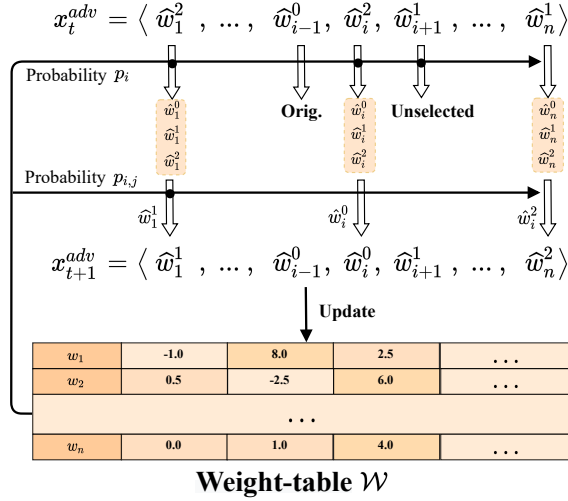 x_t^{adv} = ⟨ ŵ_1^2 , ... , ŵ_{i-1}^0, ŵ_i^2, ŵ_{i+1}^1 , ... , ŵ_n^1 ⟩
Probability p_i
Orig.
Unselected
ŵ_1^0 ŵ_i^0 ŵ_n^0
ŵ_1^1 ŵ_i^1 ŵ_n^1
ŵ_1^2 ŵ_i^2 ŵ_n^2
Probability p_{i,j}
ŵ_1^1 ŵ_i^0 ŵ_i^2
x_{t+1}^{adv} = ⟨ ŵ_1^1 , ... , ŵ_{i-1}^0, ŵ_i^0, ŵ_{i+1}^1 , ... , ŵ_n^2 ⟩
Update
w_1 -1.0 8.0 2.5 ...
w_2 0.5 -2.5 6.0 ...
...
w_n 0.0 1.0 4.0 ...
Weight-table 𝒲